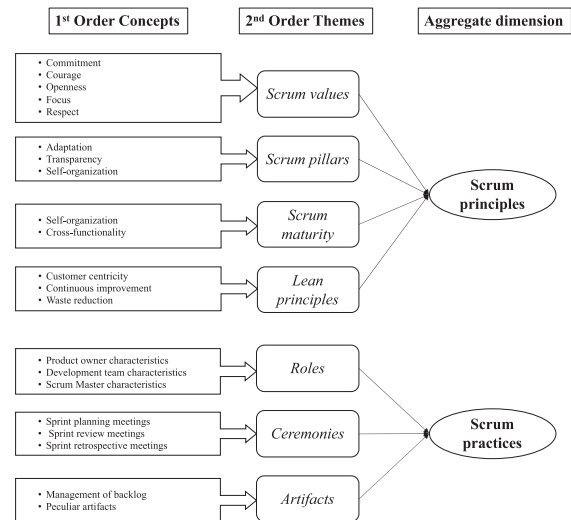 1st Order Concepts
2nd Order Themes
Aggregate dimension
• Commitment
• Courage
• Openness
• Focus
• Respect
Scrum values
• Adaptation
• Transparency
• Self-organization
Scrum pillars
• Self-organization
• Cross-functionality
Scrum
maturity
• Customer centricity
• Continuous improvement
• Waste reduction
Lean
principles
Scrum
principles
• Product owner characteristics
• Development team characteristics
• Scrum Master characteristics
Roles
• Sprint planning meetings
• Sprint review meetings
• Sprint retrospective meetings
Ceremonies
• Management of backlog
• Peculiar artifacts
Artifacts
Scrum
practices